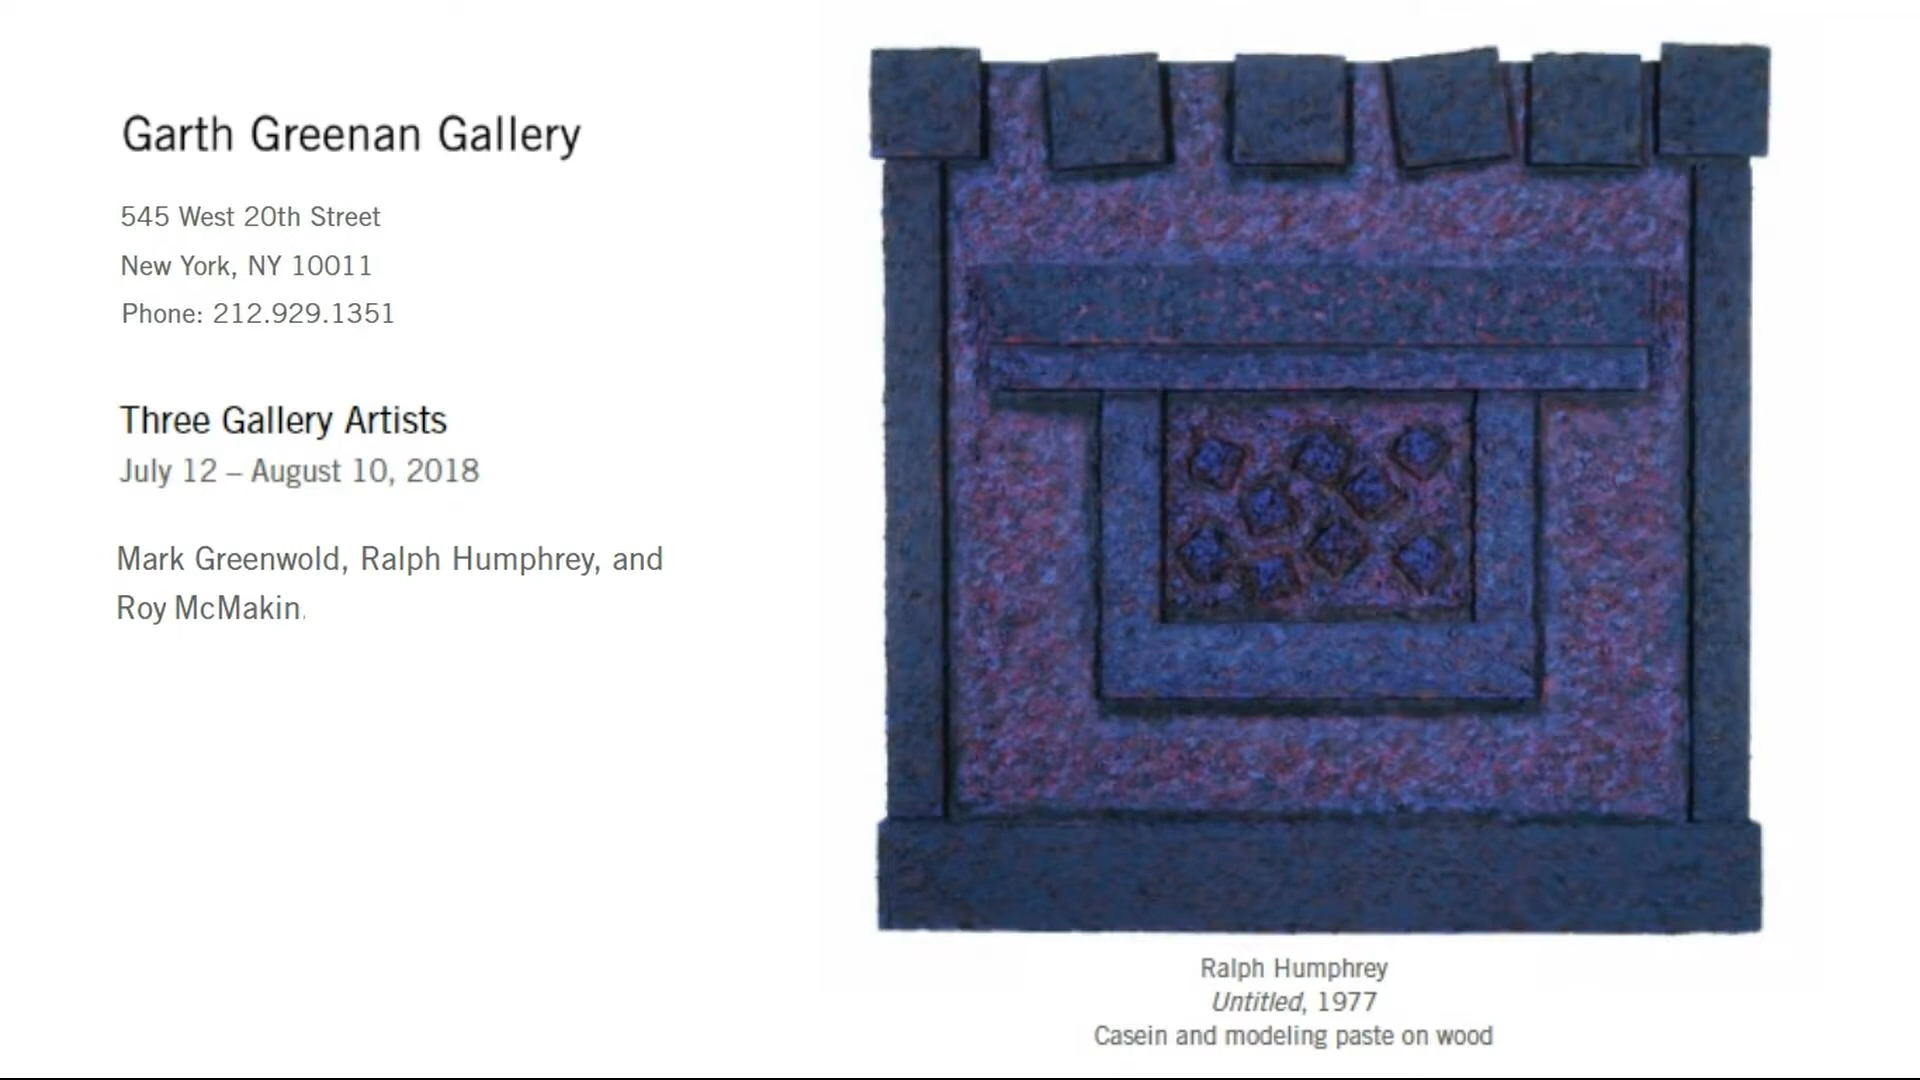 Garth Greenan Gallery
545 West 20th Street
New York, NY 10011
Phone: 212.929.1351
Three Gallery Artists
July 12 – August 10, 2018
Mark Greenwold, Ralph Humphrey, and
Roy McMakin.
Ralph Humphrey
Untitled, 1977
Casein and modeling paste on wood